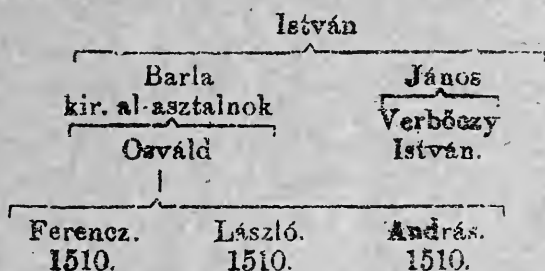 István
Barla János
kir. al-asztalnok Verbőczy
Osváld István.
Ferencz. László. András.
1510. 1510. 1510.